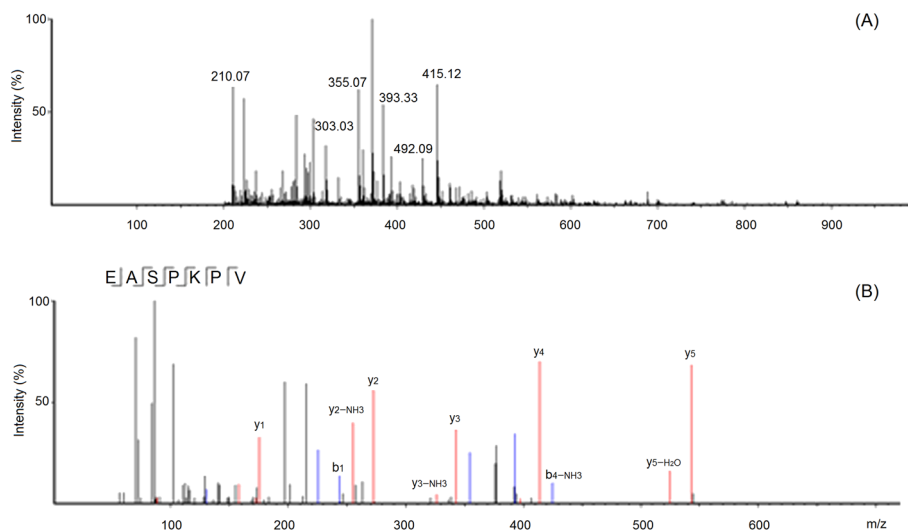 (A)
Intensity (%)
100
50
210.07
303.03
355.07
393.33
492.09
415.12
100 200 300 400 500 600 700 800 900
E A S P K P V
(B)
Intensity (%)
100
50
y1
b1
y2-NH3
y2
y3-NH3
y3
y4
b4-NH3
y5-H₂O
y5
100 200 300 400 500 600 m/z